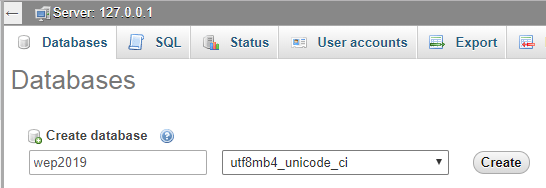 Server: 127.0.0.1
Databases SQL Status User accounts Export
Databases
Create database
wep2019 utf8mb4_unicode_ci Create